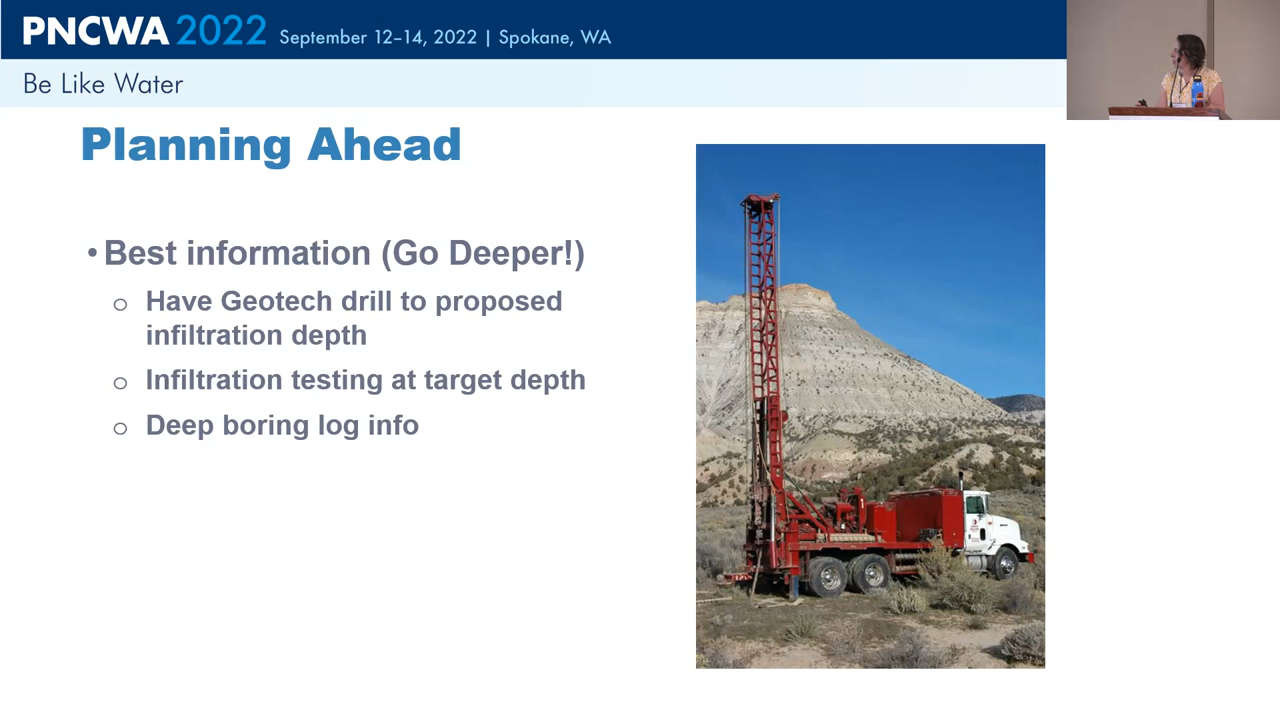 PNCWA 2022 September 12–14, 2022 | Spokane, WA
Be Like Water
Planning Ahead
• Best information (Go Deeper!)
o Have Geotech drill to proposed
infiltration depth
o Infiltration testing at target depth
o Deep boring log info